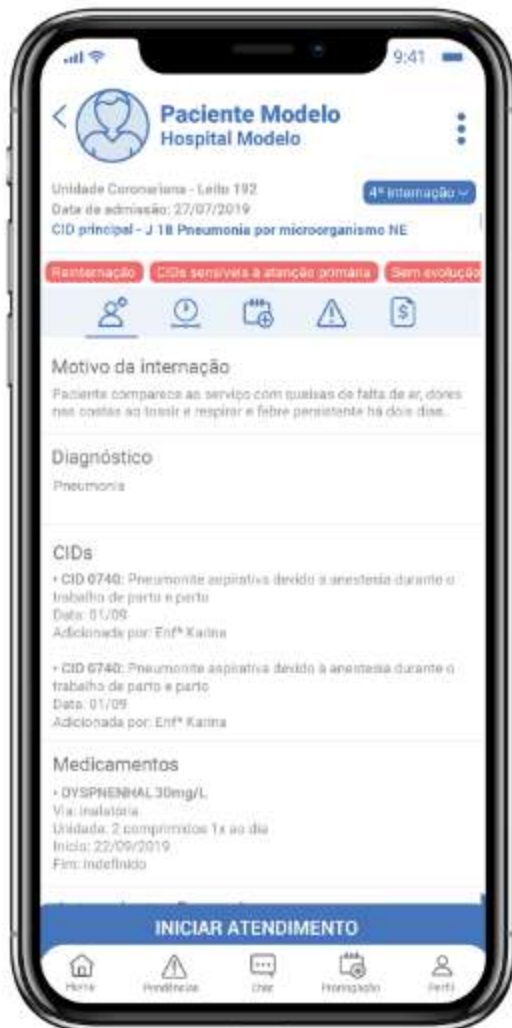 9:41
Paciente Modelo
Hospital Modelo
Unidade Coronariana - Leito 192
4ª internação
Data de admissão: 27/07/2019
CID principal - J 18 Pneumonia por microorganismo NE
Reinternação
CIDs sensíveis à atenção primária
Sem evolução
Motivo da internação
Paciente comparece ao serviço com queixas de falta de ar, dores
nas costas ao tossir e respirar e febre persistente há dois dias.
Diagnóstico
Pneumonia
CIDs
• CID 0740: Pneumonite aspirativa devido à anestesia durante o
trabalho de parto e parto
Data: 01/09
Adicionada por: Enfª Karina
• CID 0740: Pneumonite aspirativa devido à anestesia durante o
trabalho de parto e parto
Data: 01/09
Adicionada por: Enfª Karina
Medicamentos
• DYSPNENHAL 30mg/L
Via: inalatória
Unidade: 2 comprimidos 1x ao dia
Início: 22/09/2019
Fim: Indefinido
INICIAR ATENDIMENTO
Home
Pendências
Chat
Prorrogação
Perfil